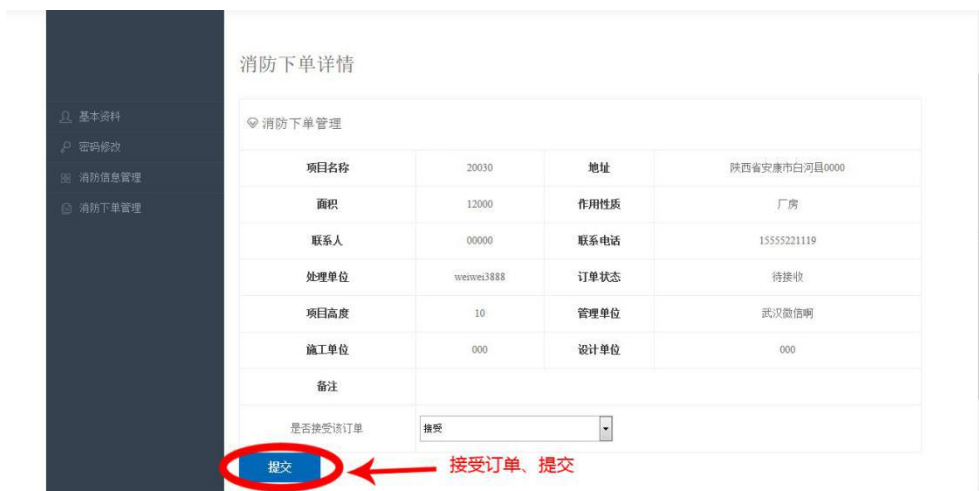 消防下单详情
基本资料
密码修改
消防信息管理
消防下单管理
消防下单管理
项目名称 20030 地址 陕西省安康市白河县0000
面积 12000 作用性质 厂房
联系人 00000 联系电话 15555221119
处理单位 weiwei3888 订单状态 待接收
项目高度 10 管理单位 武汉微信啊
施工单位 000 设计单位 000
备注
是否接受该订单 接受
提交 接受订单、提交